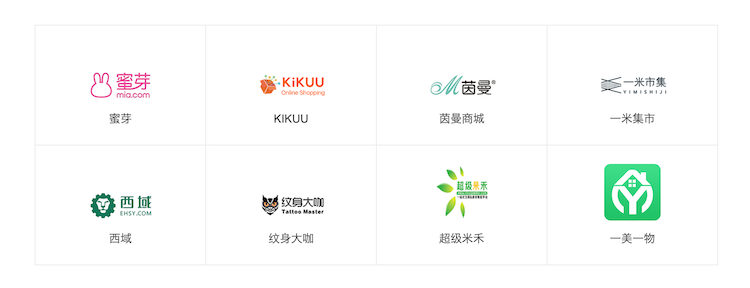 蜜芽
mia.com
蜜芽
KiKUU
Online Shopping
KIKUU
M茵曼®
茵曼商城
一米市集
YIMISHIJI
一米集市
西域
EHSY.COM
西域
纹身大咖
Tattoo Master
纹身大咖
超级米禾
超级米禾
一美一物